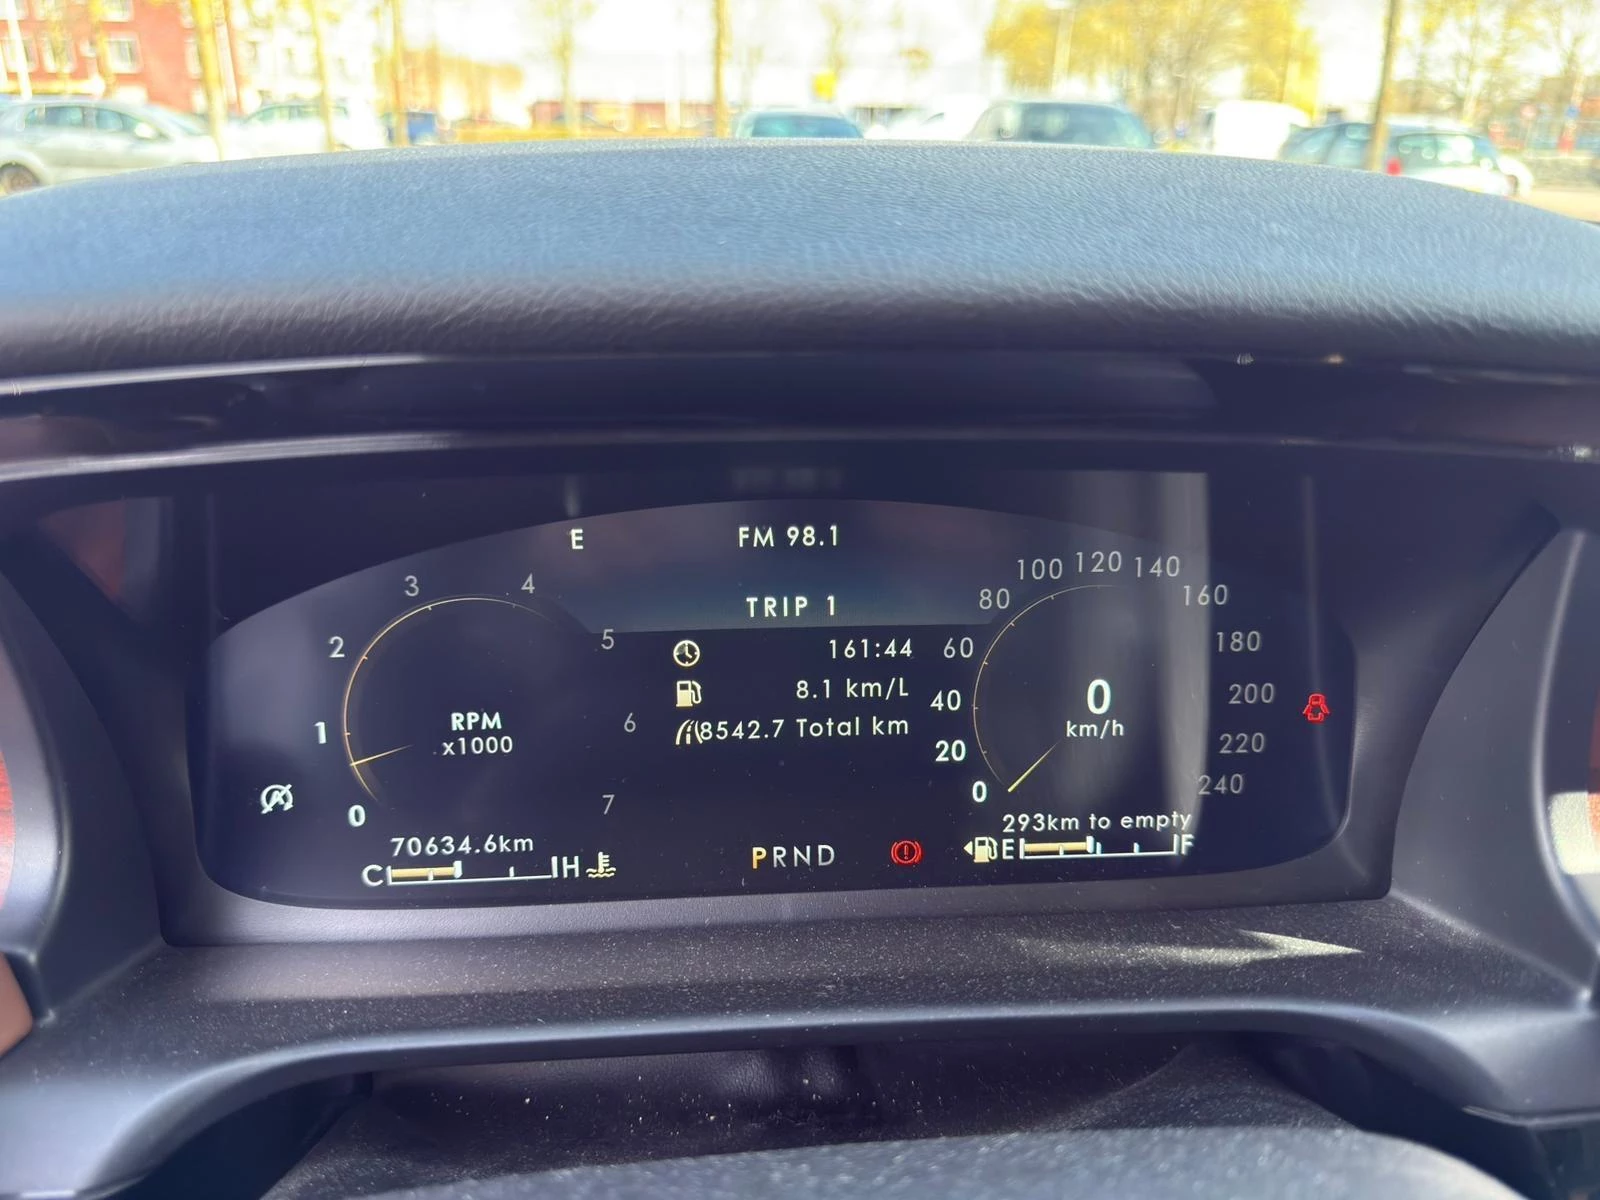 E
FM 98.1
TRIP 1
161:44
8.1 km/L
8542.7 Total km
0
1
2
3
4
5
6
7
RPM
x1000
0
20
40
60
80
100
120
140
160
180
200
220
240
0
km/h
70634.6km
C H
PRND
293km to empty
E F